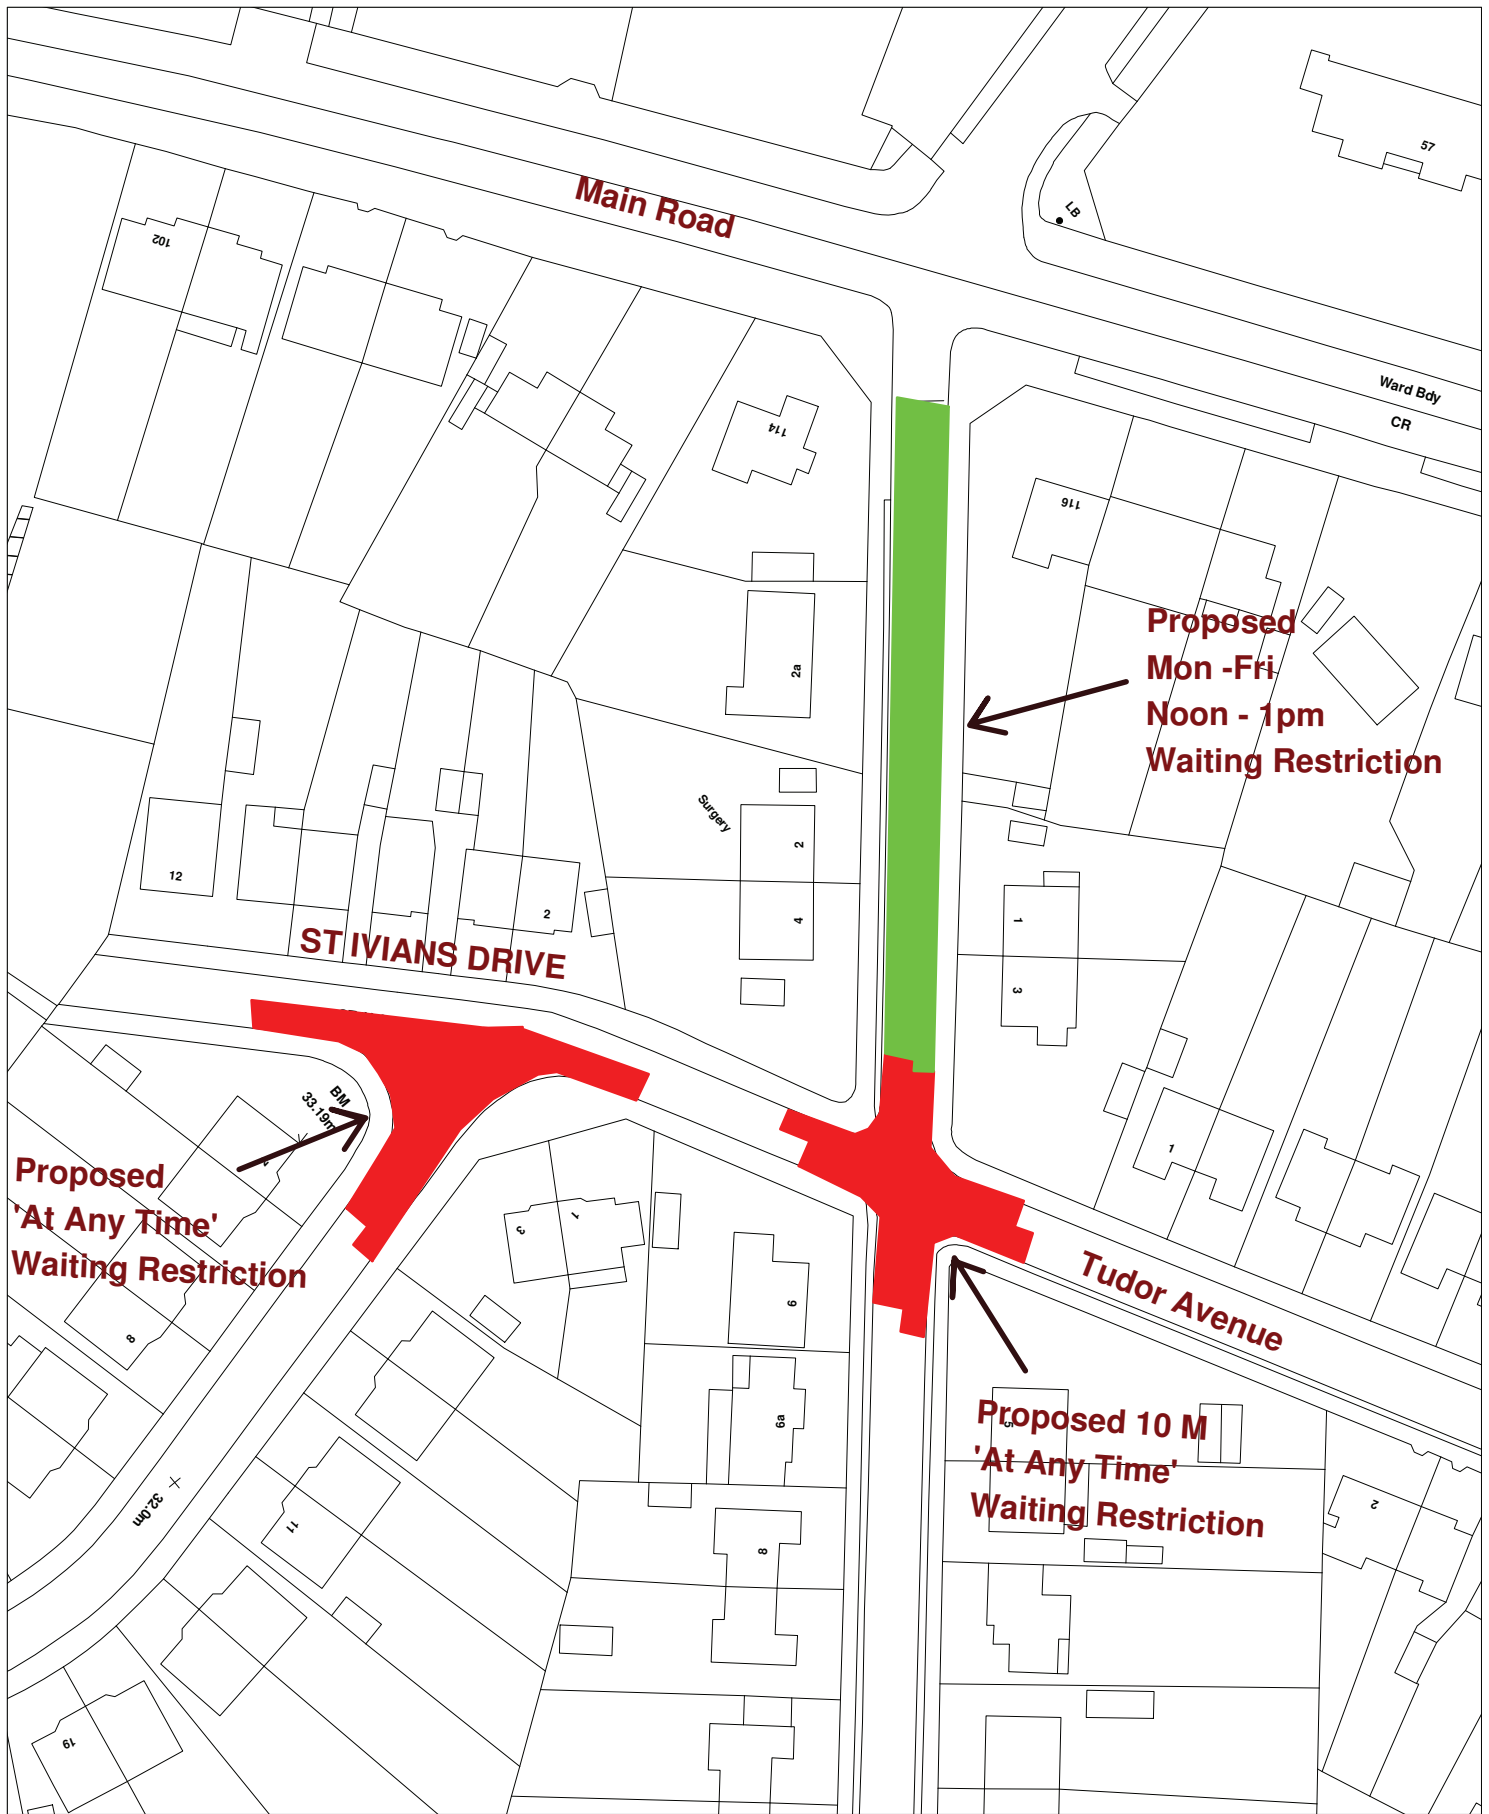 57
LB
Main Road
102
Ward Bdy
CR
114
116
Proposed
Mon -Fri
Noon - 1pm
Waiting Restriction
2a
Surgery
2
12
2
4
1
ST IVIANS DRIVE
3
BM
33.19m
1
Proposed
'At Any Time'
Waiting Restriction
3
1
Tudor Avenue
6
8
Proposed 10 M
'At Any Time'
Waiting Restriction
5
6a
2
32.0m
11
8
19